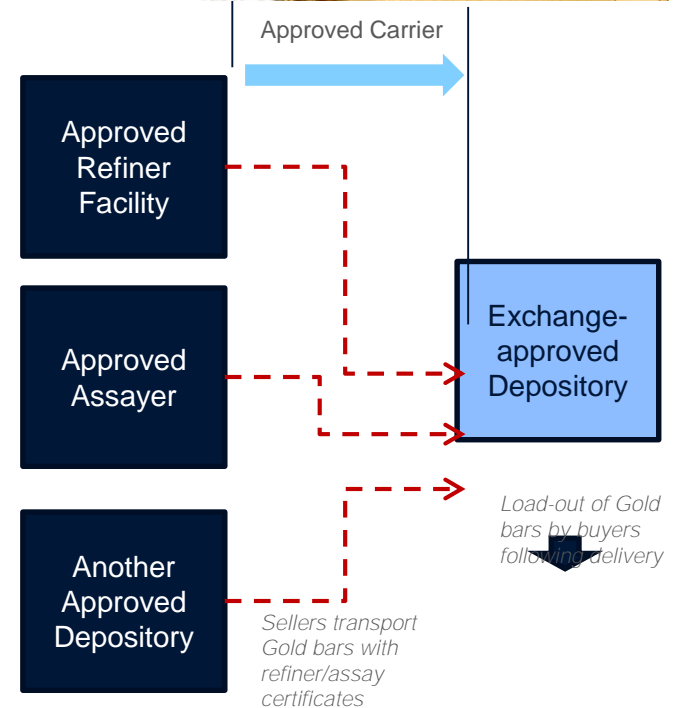 Approved Carrier
Approved
Refiner
Facility
Exchange-
approved
Depository
Approved
Assayer
Load-out of Gold
bars by buyers
following delivery
Another
Approved
Depository
Sellers transport
Gold bars with
refiner/assay
certificates